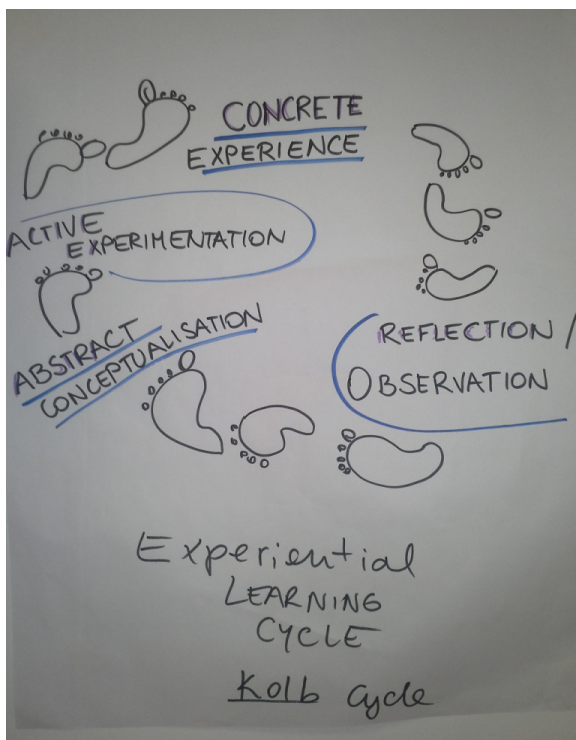 CONCRETE
EXPERIENCE
ACTIVE
EXPERIMENTATION
REFLECTION /
OBSERVATION
ABSTRACT
CONCEPTUALISATION
Experiential
LEARNING
CYCLE
Kolb Cycle